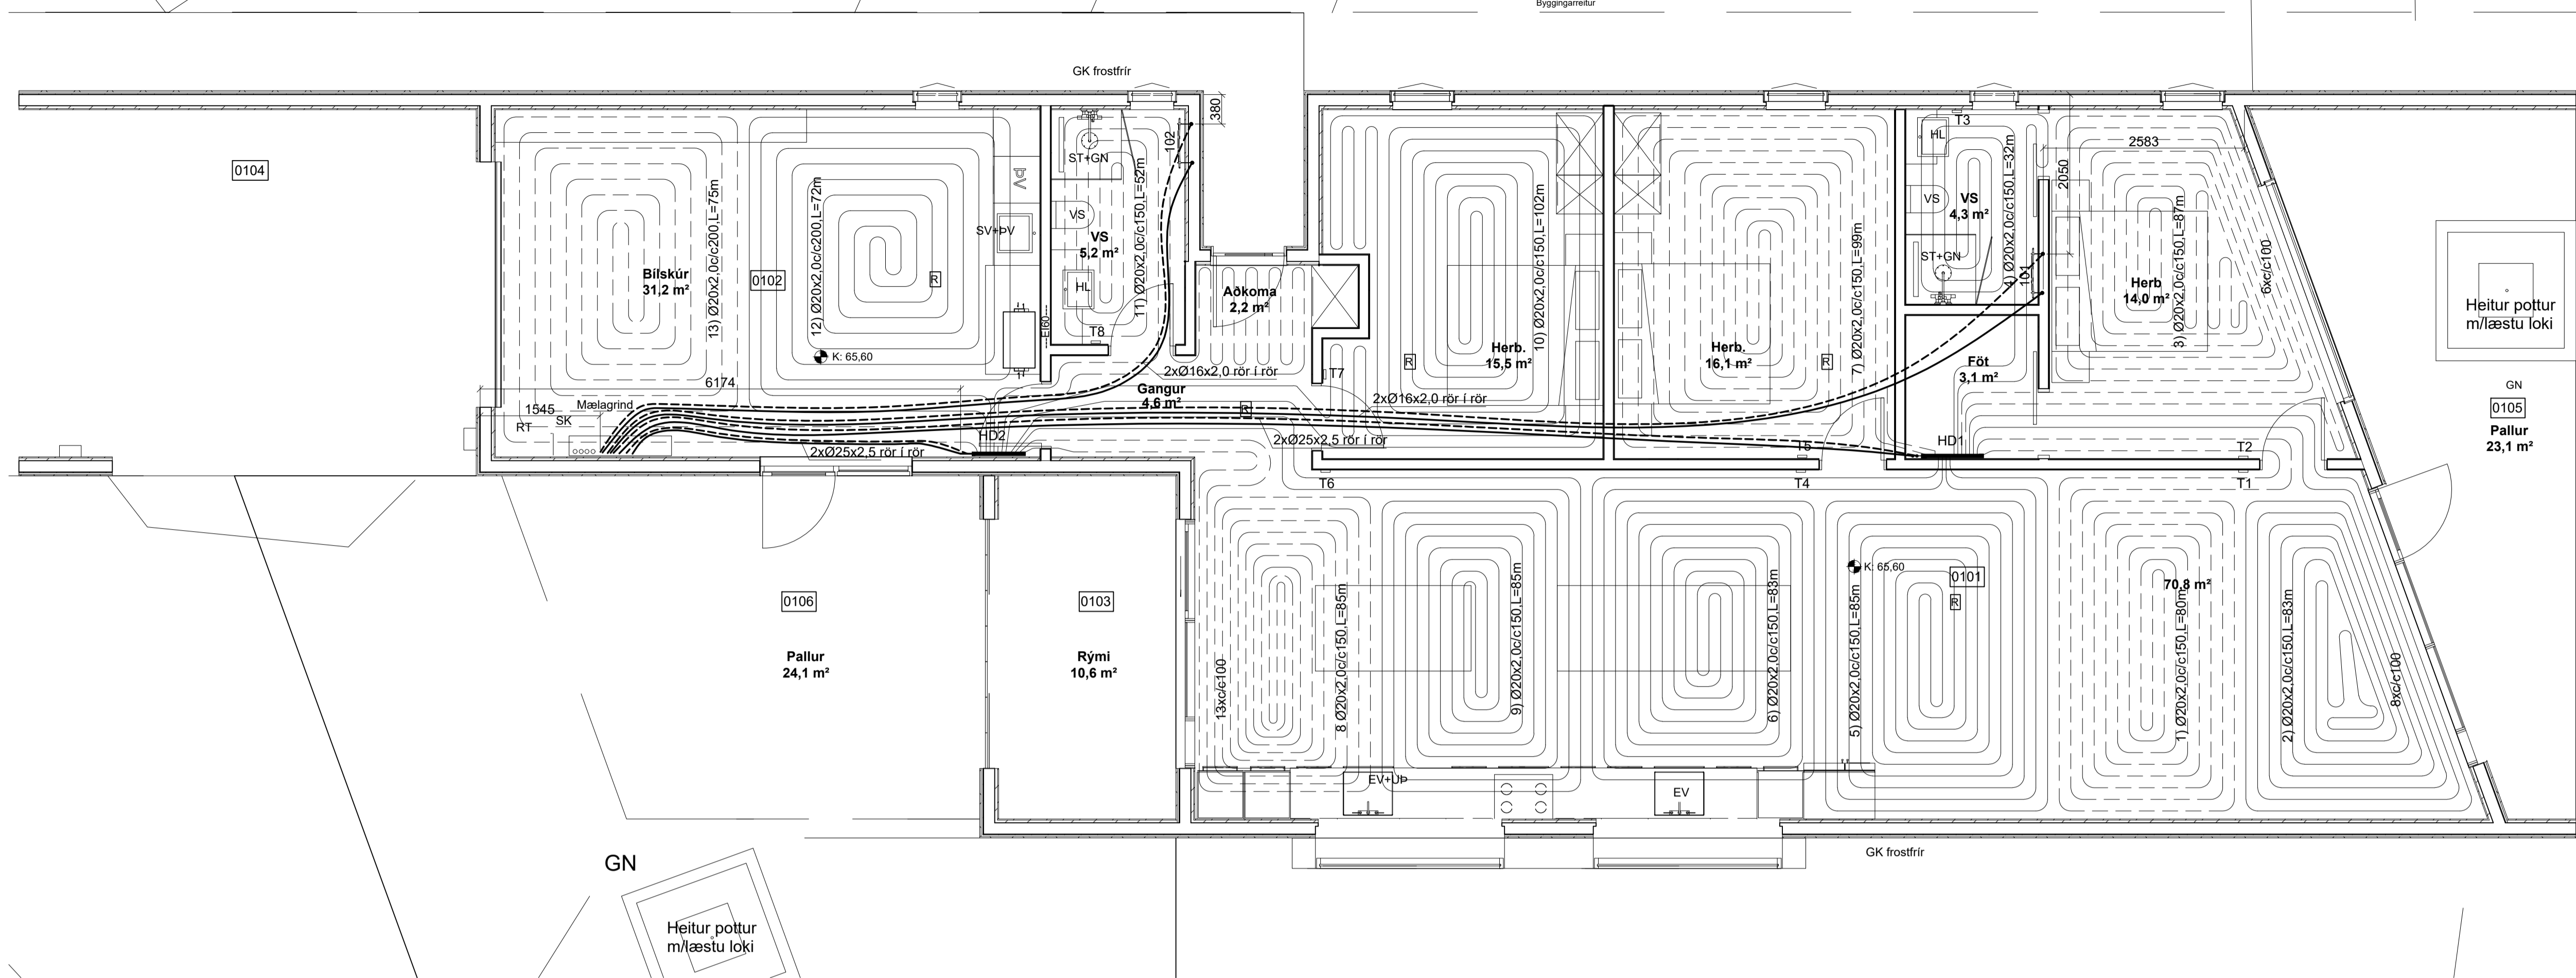 Byggingarreitur
GK frostfrír
0104
380
102
ST+GN
VS
VS
5,2 m²
HL
T8
11) Ø20x2,0c/c150,L=52m
ÞV
SV+ÞV
EI60
Bílskúr
31,2 m²
13) Ø20x2,0c/c200,L=75m
0102
12) Ø20x2,0c/c200,L=72m
R
K: 65,60
6174
1545
Mælagrind
SK
RT
HD2
2xØ25x2,5 rör í rör
Aðkoma
2,2 m²
2xØ16x2,0 rör í rör
Gangur
4,6 m²
R
T7
2xØ16x2,0 rör í rör
2xØ25x2,5 rör í rör
R
Herb.
15,5 m²
10) Ø20x2,0c/c150,L=102m
Herb.
16,1 m²
R
7) Ø20x2,0c/c150,L=99m
T3
HL
VS
VS
4,3 m²
ST+GN
4) Ø20x2,0c/c150,L=32m
101
2050
2583
Herb
14,0 m²
3) Ø20x2,0c/c150,L=87m
6xc/c100
Föt
3,1 m²
HD1
T5
T2
T6
T4
T1
Heitur pottur
m/læstu loki
GN
0105
Pallur
23,1 m²
0106
Pallur
24,1 m²
0103
Rými
10,6 m²
13xc/c100
8 Ø20x2,0c/c150,L=85m
9) Ø20x2,0c/c150,L=85m
6) Ø20x2,0c/c150,L=83m
5) Ø20x2,0c/c150,L=85m
K: 65,60
0101
R
70,8 m²
1) Ø20x2,0c/c150,L=80m
2) Ø20x2,0c/c150,L=83m
8xc/c100
EV+UÞ
EV
GK frostfrír
GN
Heitur pottur
m/læstu loki